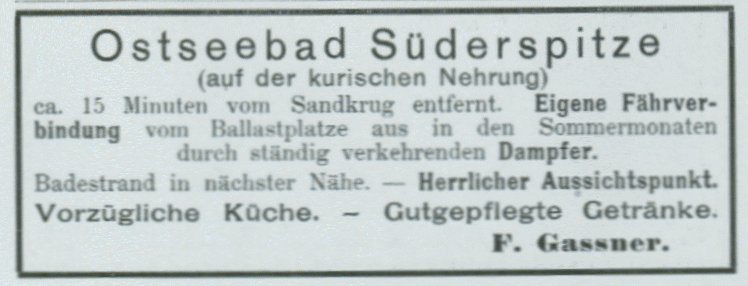 Ostseebad Süderspitze
(auf der kurischen Nehrung)
ca. 15 Minuten vom Sandkrug entfernt. Eigene Fährver-
bindung vom Ballastplatze aus in den Sommermonaten
durch ständig verkehrenden Dampfer.
Badestrand in nächster Nähe. — Herrlicher Aussichtspunkt.
Vorzügliche Küche. – Gutgepflegte Getränke.
F. Gassner.